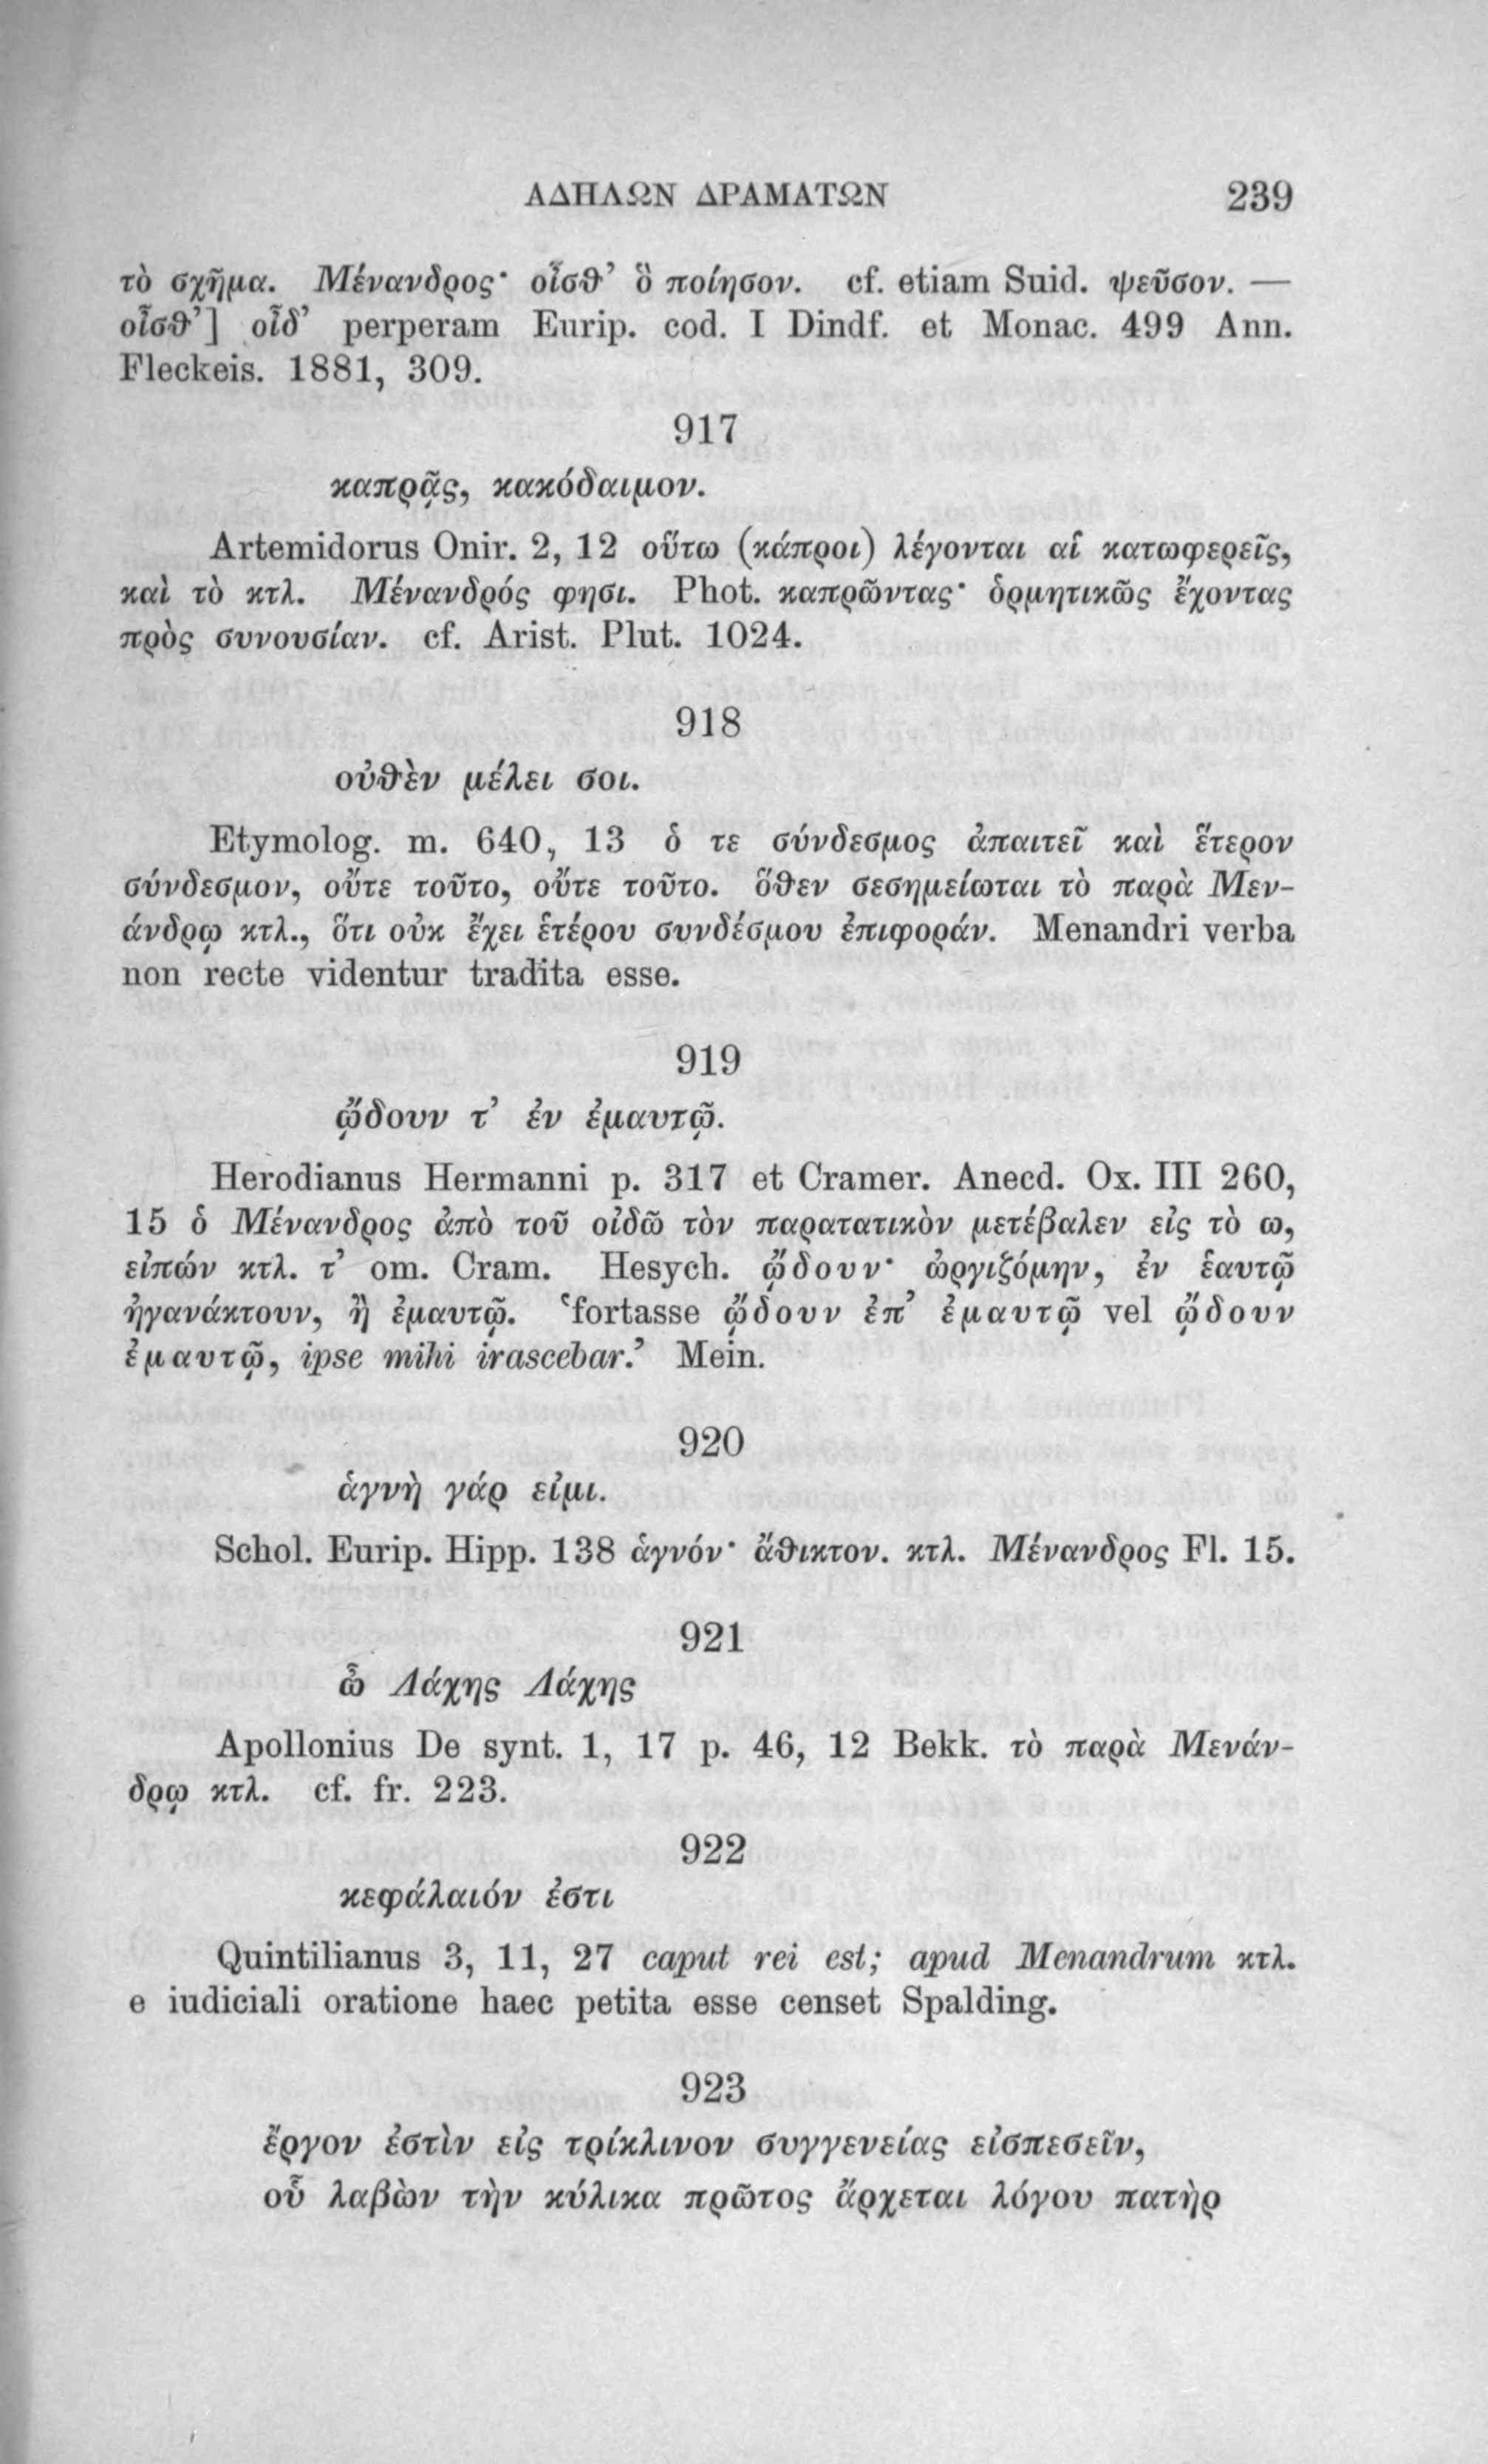 ΑΔΗΛΩΝ ΔΡΑΜΑΤΩΝ 239
τὸ σχῆμα. Μένανδρος· οἶσθ’ ὃ ποίησον. cf. etiam Suid. ψεῦσον. —
οἶσθ’] οἶδ’ perperam Eurip. cod. I Dindf. et Monac. 499 Ann.
Fleckeis. 1881, 309.
917
καπρᾷς, κακόδαιμον.
Artemidorus Onir. 2, 12 οὕτω (κάπροι) λέγονται αἱ κατωφερεῖς,
καὶ τὸ κτλ. Μένανδρός φησι. Phot. καπρῶντας· ὁρμητικῶς ἔχοντας
πρὸς συνουσίαν. cf. Arist. Plut. 1024.
918
οὐθὲν μέλει σοι.
Etymolog. m. 640, 13 ὁ τε σύνδεσμος ἀπαιτεῖ καὶ ἕτερον
σύνδεσμον, οὔτε τοῦτο, οὔτε τοῦτο. ὅθεν σεσημείωται τὸ παρὰ Μεν-
άνδρῳ κτλ., ὅτι οὐκ ἔχει ἑτέρου συνδέσμου ἐπιφοράν. Menandri verba
non recte videntur tradita esse.
919
ᾤδουν τ’ ἐν ἐμαυτῷ.
Herodianus Hermanni p. 317 et Cramer. Anecd. Ox. III 260,
15 ὁ Μένανδρος ἀπὸ τοῦ οἰδῶ τὸν παρατατικὸν μετέβαλεν εἰς τὸ ω,
εἰπών κτλ. τ’ om. Cram. Hesych. ᾤδουν· ὠργιζόμην, ἐν ἑαυτῷ
ἠγανάκτουν, ἢ ἐμαυτῷ. ‘fortasse ᾤδουν ἐπ’ ἐμαυτῷ vel ᾤδουν
ἐμαυτῷ, ipse mihi irascebar.’ Mein.
920
ἁγνὴ γάρ εἰμι.
Schol. Eurip. Hipp. 138 ἁγνόν· ἄθικτον. κτλ. Μένανδρος Fl. 15.
921
ὦ Λάχης Λάχης
Apollonius De synt. 1, 17 p. 46, 12 Bekk. τὸ παρὰ Μενάν-
δρῳ κτλ. cf. fr. 223.
922
κεφάλαιόν ἐστι
Quintilianus 3, 11, 27 caput rei est; apud Menandrum κτλ.
e iudiciali oratione haec petita esse censet Spalding.
923
ἔργον ἐστὶν εἰς τρίκλινον συγγενείας εἰσπεσεῖν,
οὗ λαβὼν τὴν κύλικα πρῶτος ἄρχεται λόγου πατὴρ